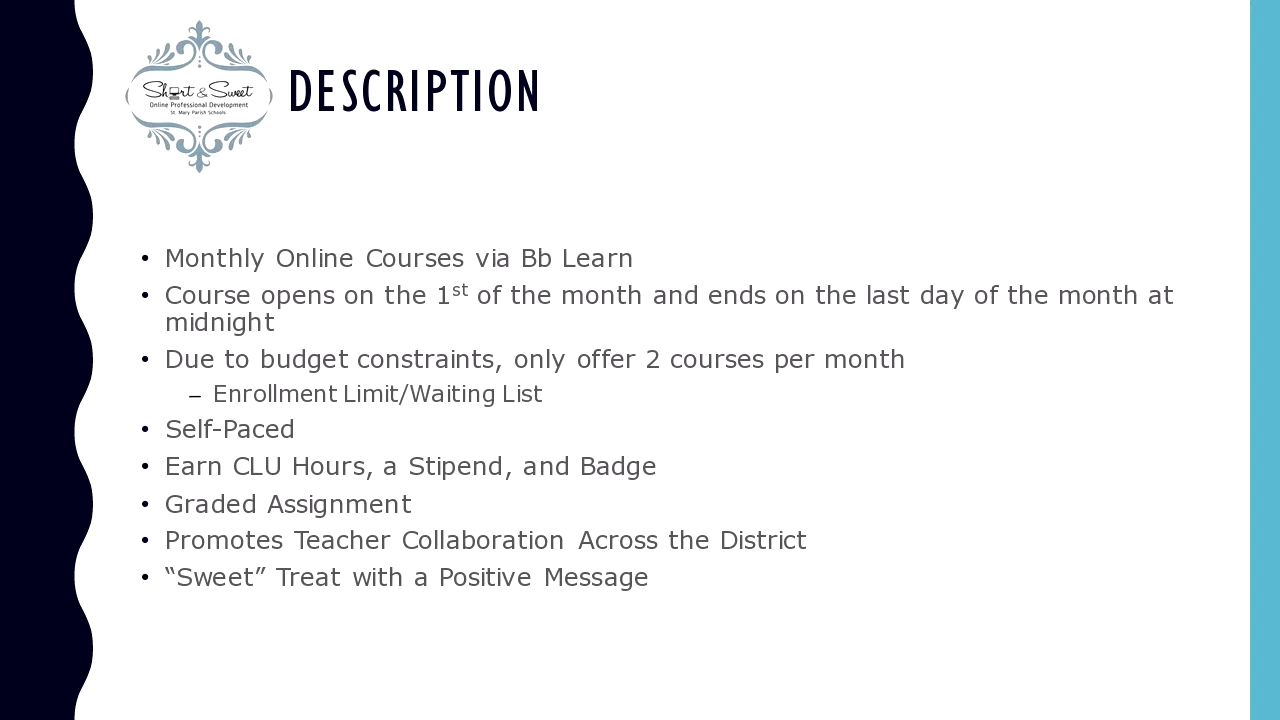 Short & Sweet
Online Professional Development
St. Mary Parish Schools
DESCRIPTION
• Monthly Online Courses via Bb Learn
• Course opens on the 1st of the month and ends on the last day of the month at
midnight
• Due to budget constraints, only offer 2 courses per month
– Enrollment Limit/Waiting List
• Self-Paced
• Earn CLU Hours, a Stipend, and Badge
• Graded Assignment
• Promotes Teacher Collaboration Across the District
• “Sweet” Treat with a Positive Message